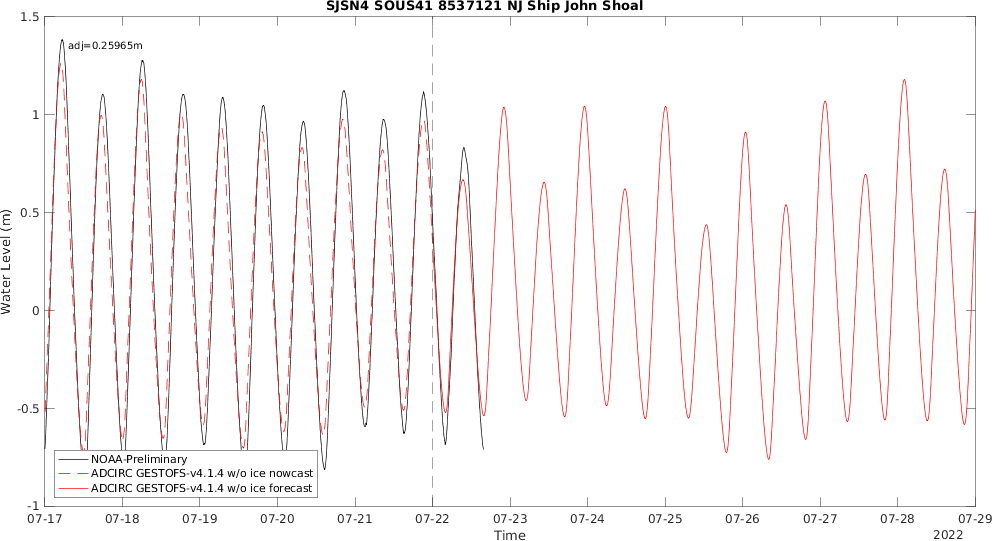 SJSN4 SOUS41 8537121 NJ Ship John Shoal
adj=0.25965m
1.5
1
0.5
0
-0.5
-1
Water Level (m)
NOAA-Preliminary
ADCIRC GESTOFS-v4.1.4 w/o ice nowcast
ADCIRC GESTOFS-v4.1.4 w/o ice forecast
07-17 07-18 07-19 07-20 07-21 07-22 07-23 07-24 07-25 07-26 07-27 07-28 07-29
Time
2022